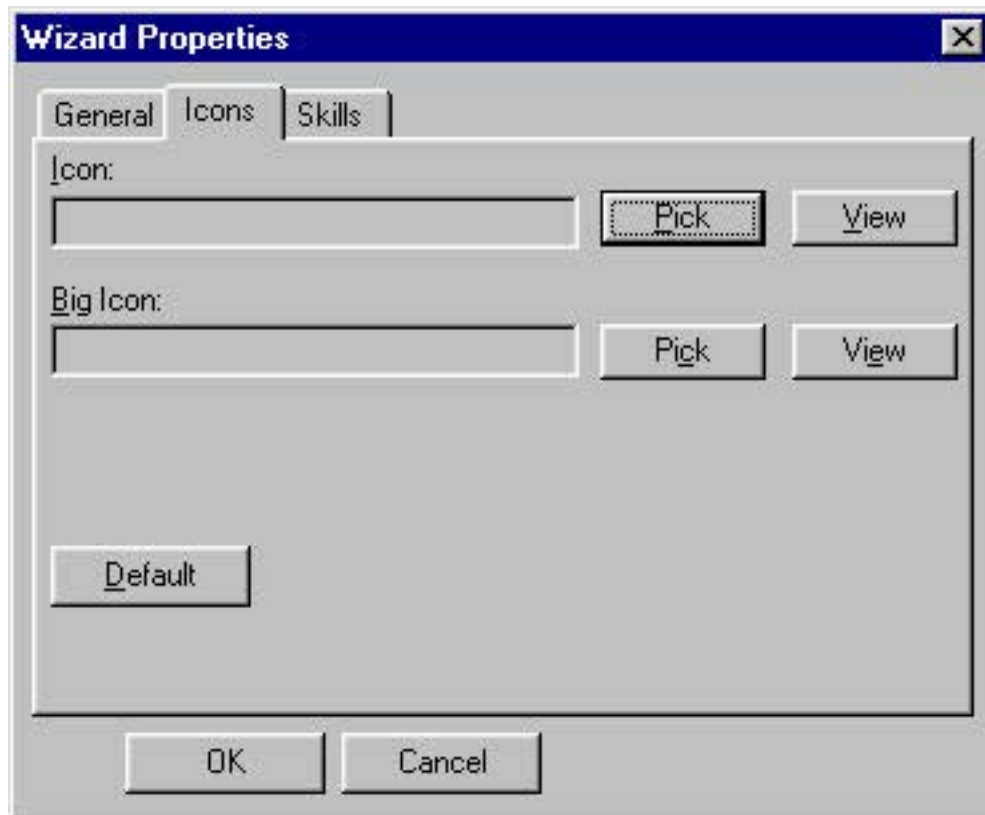 Wizard Properties
General Icons Skills
Icon:
Pick View
Big Icon:
Pick View
Default
OK Cancel